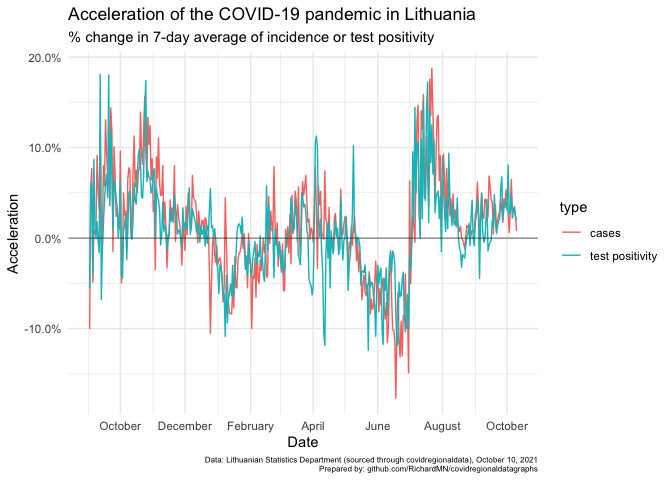 Acceleration of the COVID-19 pandemic in Lithuania
% change in 7-day average of incidence or test positivity
20.0%
10.0%
0.0%
-10.0%
Acceleration
October December February April June August October
Date
type
cases
test positivity
Data: Lithuanian Statistics Department (sourced through covidregionaldata), October 10, 2021
Prepared by: github.com/RichardMN/covidregionaldatagraphs